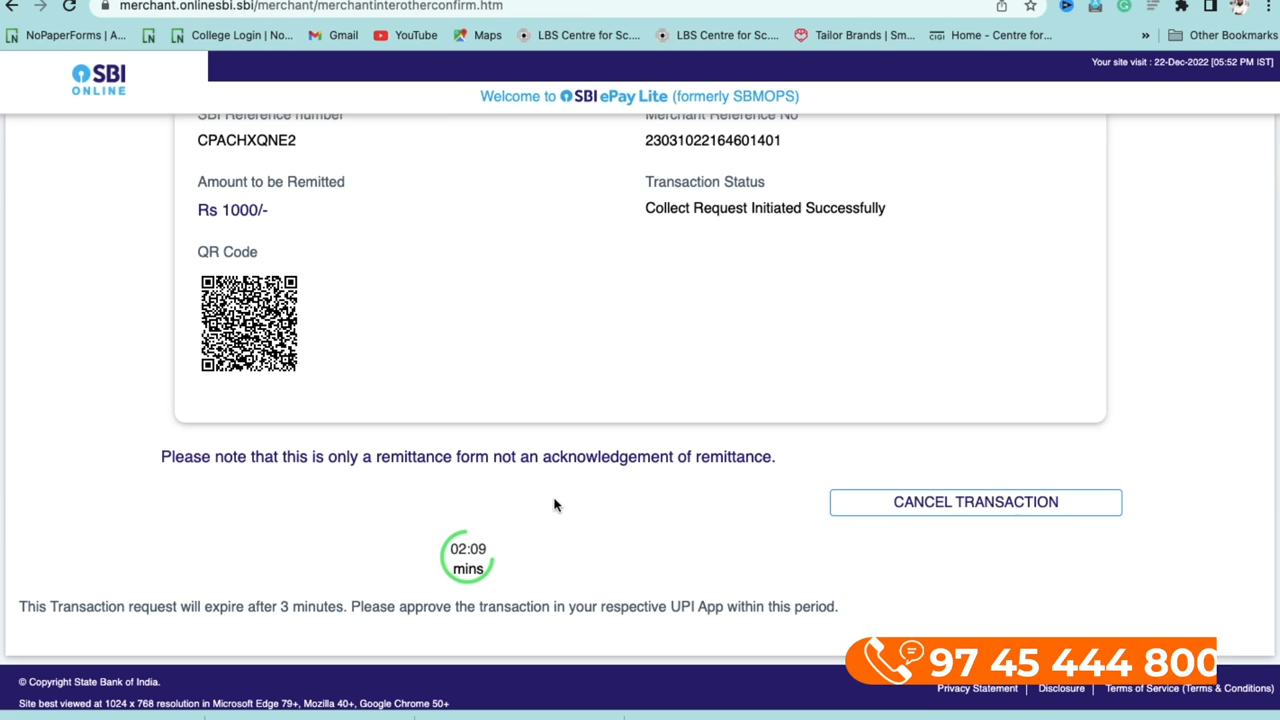 merchant.onlinesbi.sbi/merchant/merchantinterotherconfirm.htm
NoPaperForms | A... College Login | No... Gmail YouTube Maps LBS Centre for Sc.... LBS Centre for Sc.... Tailor Brands | Sm... CIGI Home - Centre for... » Other Bookmarks
Your site visit : 22-Dec-2022 [05:52 PM IST]
SBI
ONLINE
Welcome to SBI ePay Lite (formerly SBMOPS)
SBI Reference number Merchant Reference No
CPACHXQNE2 23031022164601401
Amount to be Remitted Transaction Status
Rs 1000/- Collect Request Initiated Successfully
QR Code
Please note that this is only a remittance form not an acknowledgement of remittance.
CANCEL TRANSACTION
02:09
mins
This Transaction request will expire after 3 minutes. Please approve the transaction in your respective UPI App within this period.
97 45 444 800
© Copyright State Bank of India.
Privacy Statement | Disclosure | Terms of Service (Terms & Conditions)
Site best viewed at 1024 x 768 resolution in Microsoft Edge 79+, Mozilla 40+, Google Chrome 50+